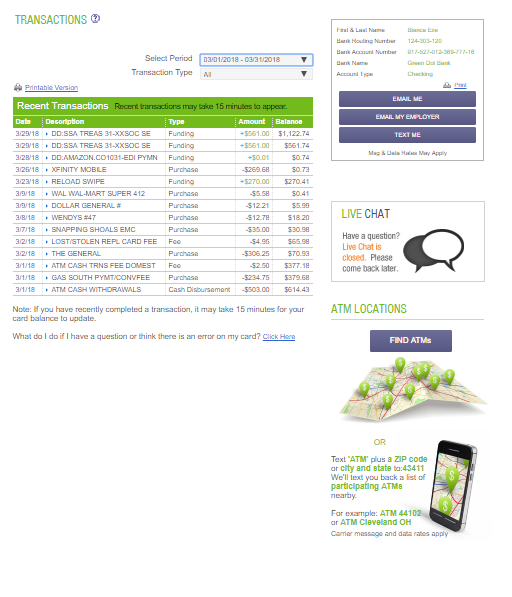 TRANSACTIONS ?
Select Period 03/01/2018 - 03/31/2018
Transaction Type All
Printable Version
Recent Transactions Recent transactions may take 15 minutes to appear.
Date Description Type Amount Balance
3/29/18 DD:SSA TREAS 31-XXSOC SE Funding +$561.00 $1,122.74
3/29/18 DD:SSA TREAS 31-XXSOC SE Funding +$561.00 $561.74
3/28/18 DD:AMAZON.CO1031-EDI PYMN Funding +$0.01 $0.74
3/26/18 XFINITY MOBILE Purchase -$269.68 $0.73
3/23/18 RELOAD SWIPE Funding +$270.00 $270.41
3/9/18 WAL WAL-MART SUPER 412 Purchase -$5.58 $0.41
3/9/18 DOLLAR GENERAL # Purchase -$12.21 $5.99
3/8/18 WENDYS #47 Purchase -$12.78 $18.20
3/7/18 SNAPPING SHOALS EMC Purchase -$35.00 $30.98
3/2/18 LOST/STOLEN REPL CARD FEE Fee -$4.95 $65.98
3/2/18 THE GENERAL Purchase -$306.25 $70.93
3/1/18 ATM CASH TRNS FEE DOMEST Fee -$2.50 $377.18
3/1/18 GAS SOUTH PYMT/CONVFEE Purchase -$234.75 $379.68
3/1/18 ATM CASH WITHDRAWALS Cash Disbursement -$503.00 $614.43
Note: If you have recently completed a transaction, it may take 15 minutes for your
card balance to update.
What do I do if I have a question or think there is an error on my card? Click Here
First & Last Name
Bank Routing Number 124-303-120
Bank Account Number 917-527-012-369-777-16
Bank Name Green Dot Bank
Account Type Checking
Print
EMAIL ME
EMAIL MY EMPLOYER
TEXT ME
Msg & Data Rates May Apply
LIVE CHAT
Have a question?
Live Chat is
closed. Please
come back later.
ATM LOCATIONS
FIND ATMs
OR
Text "ATM" plus a ZIP code
or city and state to:43411
We'll text you back a list of
participating ATMs
nearby.
For example: ATM 44102
or ATM Cleveland OH
Carrier message and data rates apply